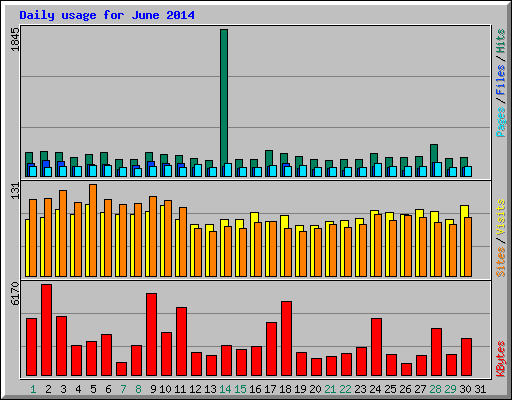 Daily usage for June 2014
1845
Pages / Files / Hits
131
Sites / Visits
6170
KBytes
1 2 3 4 5 6 7 8 9 10 11 12 13 14 15 16 17 18 19 20 21 22 23 24 25 26 27 28 29 30 31